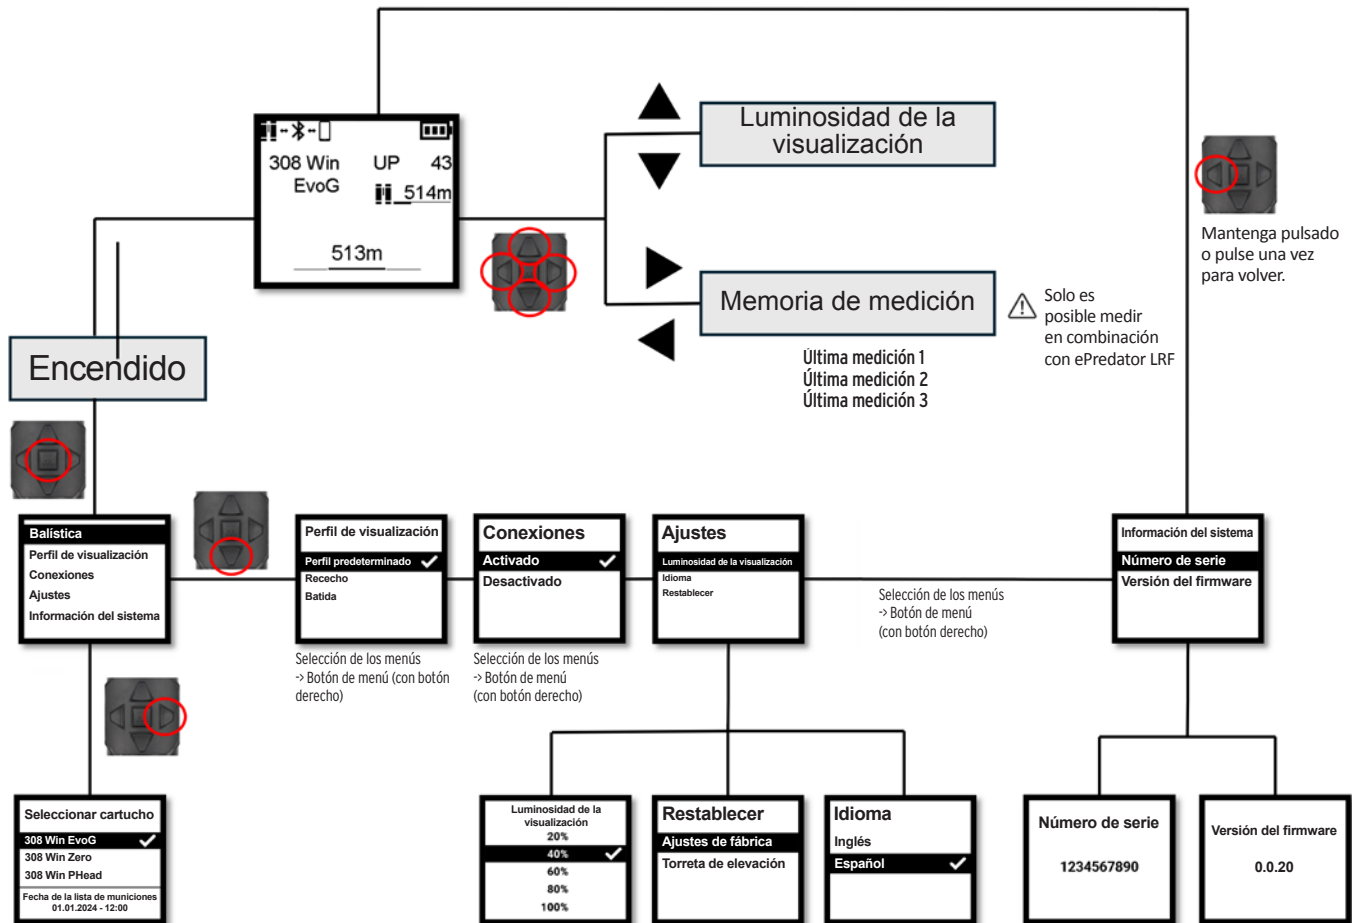 308 Win UP 43
EvoG 514m
513m
Luminosidad de la
visualización
Memoria de medición
Última medición 1
Última medición 2
Última medición 3
Solo es
posible medir
en combinación
con ePredator LRF
Mantenga pulsado
o pulse una vez
para volver.
Encendido
Balística
Perfil de visualización
Conexiones
Ajustes
Información del sistema
Perfil de visualización
Perfil predeterminado
Rececho
Batida
Selección de los menús
-> Botón de menú (con botón
derecho)
Conexiones
Activado
Desactivado
Selección de los menús
-> Botón de menú
(con botón derecho)
Ajustes
Luminosidad de la visualización
Idioma
Restablecer
Selección de los menús
-> Botón de menú
(con botón derecho)
Información del sistema
Número de serie
Versión del firmware
Seleccionar cartucho
308 Win EvoG
308 Win Zero
308 Win PHead
Fecha de la lista de municiones
01.01.2024 - 12:00
Luminosidad de la
visualización
20%
40%
60%
80%
100%
Restablecer
Ajustes de fábrica
Torreta de elevación
Idioma
Inglés
Español
Número de serie
1234567890
Versión del firmware
0.0.20